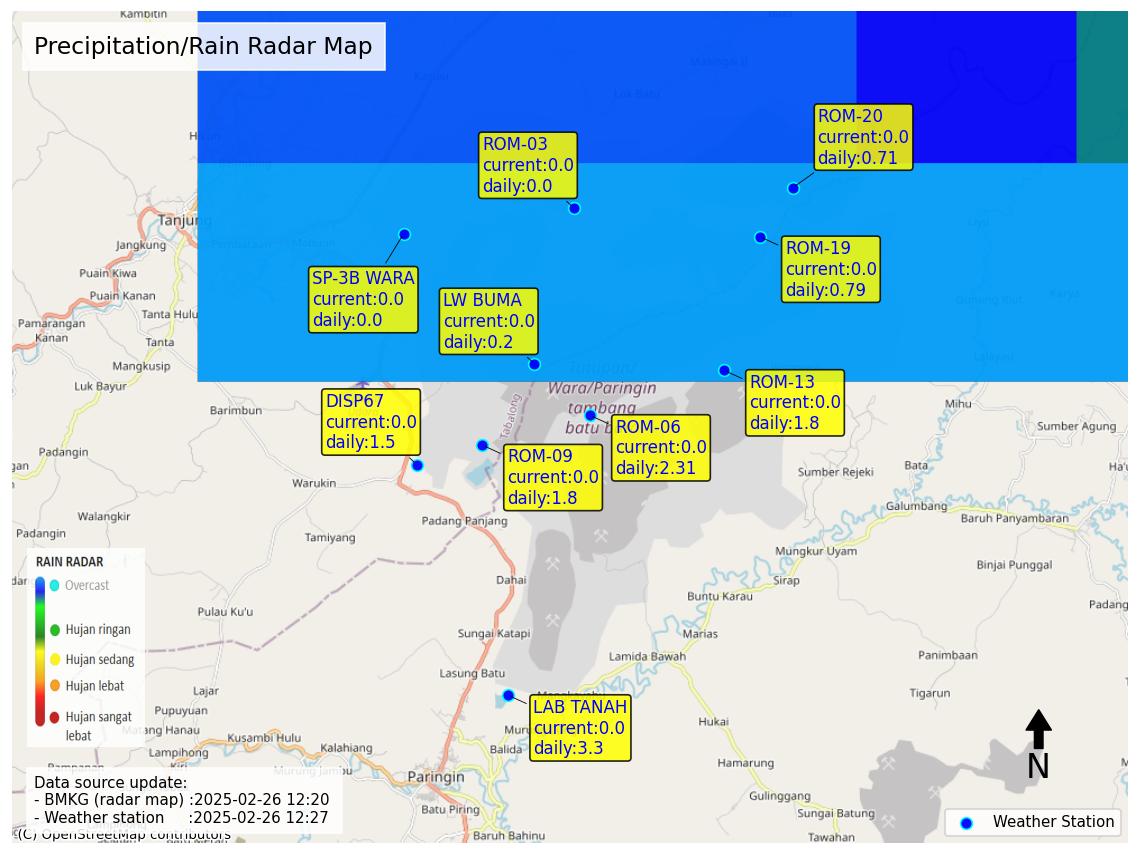 Kambitin
Precipitation/Rain Radar Map
Kapuu
Luk Batu
ROM-20
current:0.0
daily:0.71
ROM-03
current:0.0
daily:0.0
Tanjung
Jangkung
Puain Kiwa
Puain Kanan
Tanta Hulu
Pamarangan
Kanan
Tanta
Mangkusip
Luk Bayur
ROM-19
current:0.0
daily:0.79
SP-3B WARA
current:0.0
daily:0.0
LW BUMA
current:0.0
daily:0.2
Gunung Riut
Karya
Tutupan/
Wara/Paringin
tambang
batu b
ROM-13
current:0.0
daily:1.8
DISP67
current:0.0
daily:1.5
ROM-06
current:0.0
daily:2.31
ROM-09
current:0.0
daily:1.8
Tabalong
Barimbun
Mihu
Sumber Agung
Sumber Rejeki
Bata
Ha'u
gan
Padangin
Warukin
Walangkir
Padangin
Tamiyang
Padang Panjang
Galumbang
Baruh Panyambaran
Mungkur Uyam
Binjai Punggal
Sirap
Dahai
Buntu Karau
Padang
Pulau Ku'u
Sungai Katapi
Marias
Lamida Bawah
Panimbaan
Lasung Batu
Tigarun
RAIN RADAR
Overcast
Hujan ringan
Hujan sedang
Hujan lebat
Hujan sangat
lebat
Lajar
Pupuyuan
Matang Hanau
Lampihong
Kusambi Hulu
Kalahiang
Murung Jambu
LAB TANAH
current:0.0
daily:3.3
Balida
Hukai
Hamarung
Paringin
Batu Piring
Gulinggang
Sungai Batung
Baruh Bahinu
Tawahan
N
Data source update:
- BMKG (radar map) :2025-02-26 12:20
- Weather station :2025-02-26 12:27
(C) OpenStreetMap contributors
Weather Station